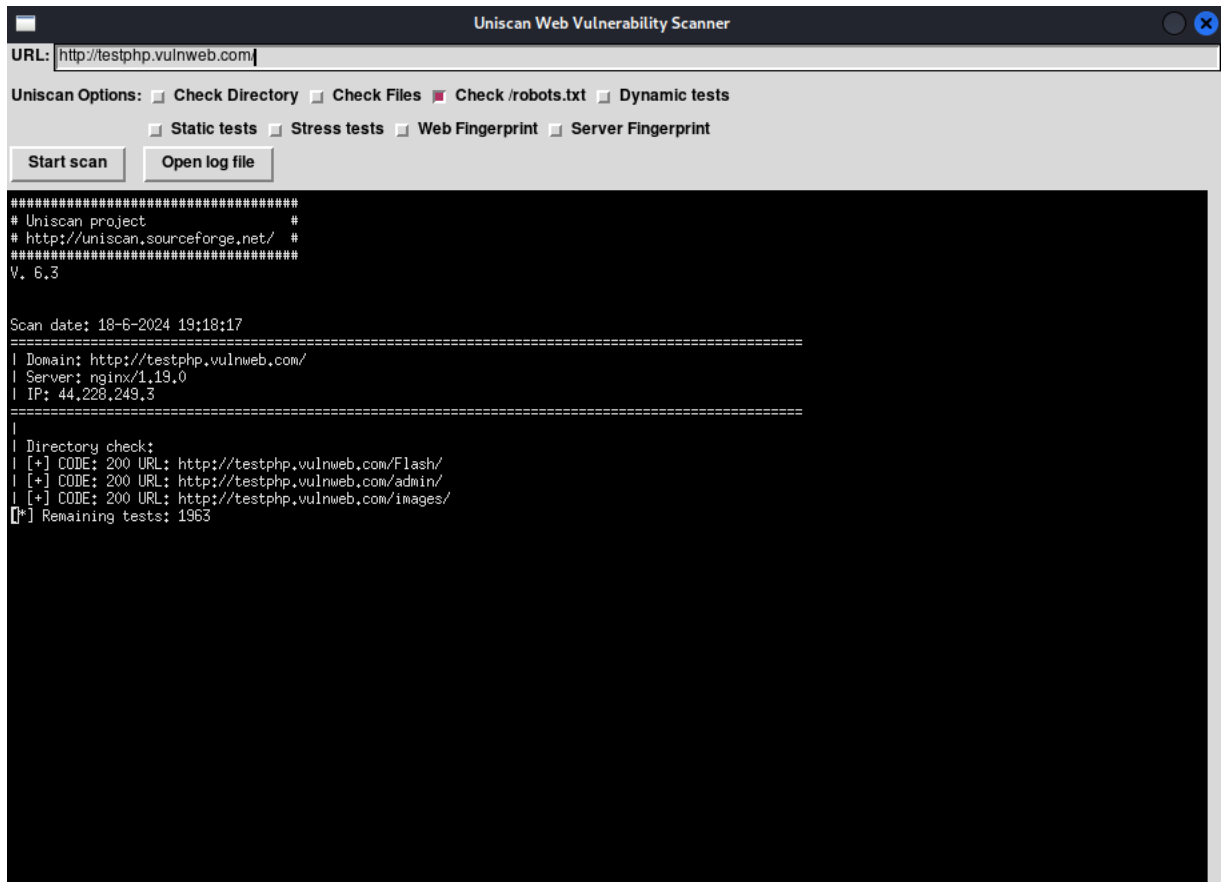 Uniscan Web Vulnerability Scanner
URL: http://testphp.vulnweb.com/
Uniscan Options: Check Directory Check Files Check /robots.txt Dynamic tests
Static tests Stress tests Web Fingerprint Server Fingerprint
Start scan Open log file
####################################
# Uniscan project                  #
# http://uniscan.sourceforge.net/  #
####################################
V. 6.3
Scan date: 18-6-2024 19:18:17
===================================================================================================
| Domain: http://testphp.vulnweb.com/
| Server: nginx/1.19.0
| IP: 44.228.249.3
===================================================================================================
|
| Directory check:
| [+] CODE: 200 URL: http://testphp.vulnweb.com/Flash/
| [+] CODE: 200 URL: http://testphp.vulnweb.com/admin/
| [+] CODE: 200 URL: http://testphp.vulnweb.com/images/
[*] Remaining tests: 1963